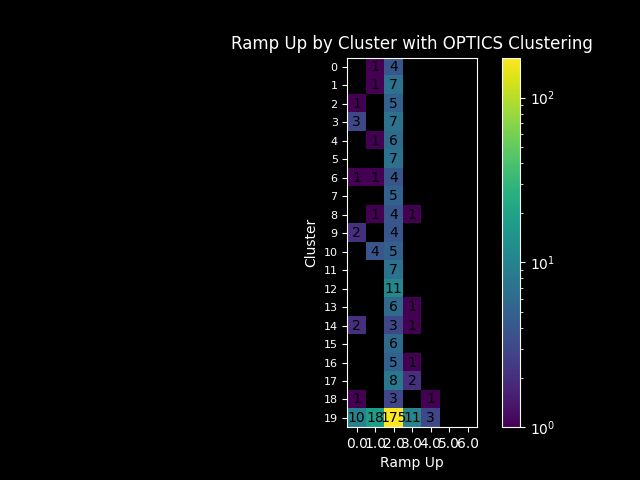 Ramp Up by Cluster with OPTICS Clustering
0 1 4
1 1 7
2 1 5
3 3 7
4 1 6
5 7
6 1 1 4
7 5
8 1 4 1
9 2 4
10 4 5
11 7
12 11
13 6 1
14 2 3 1
15 6
16 5 1
17 8 2
18 1 3 1
19 10 18 175 11 3
0.0 1.0 2.0 3.0 4.0 5.0 6.0
Ramp Up
Cluster
10²
10¹
10⁰